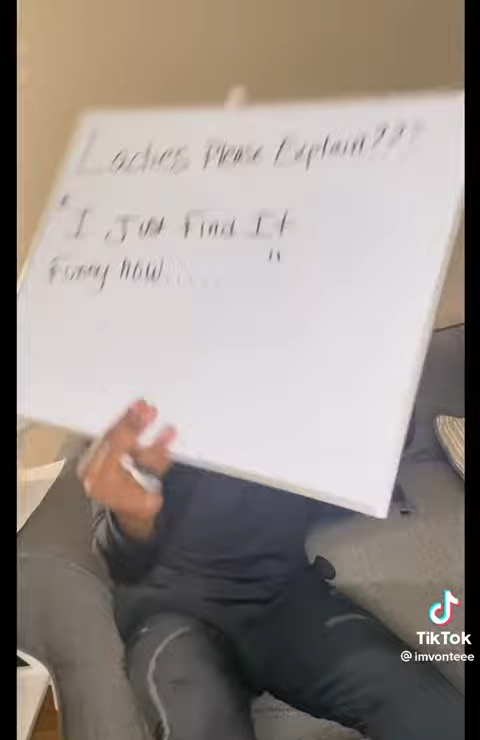 Ladies Please Explain???
"I Just Find It
Funny how......"
TikTok
@imvonteee